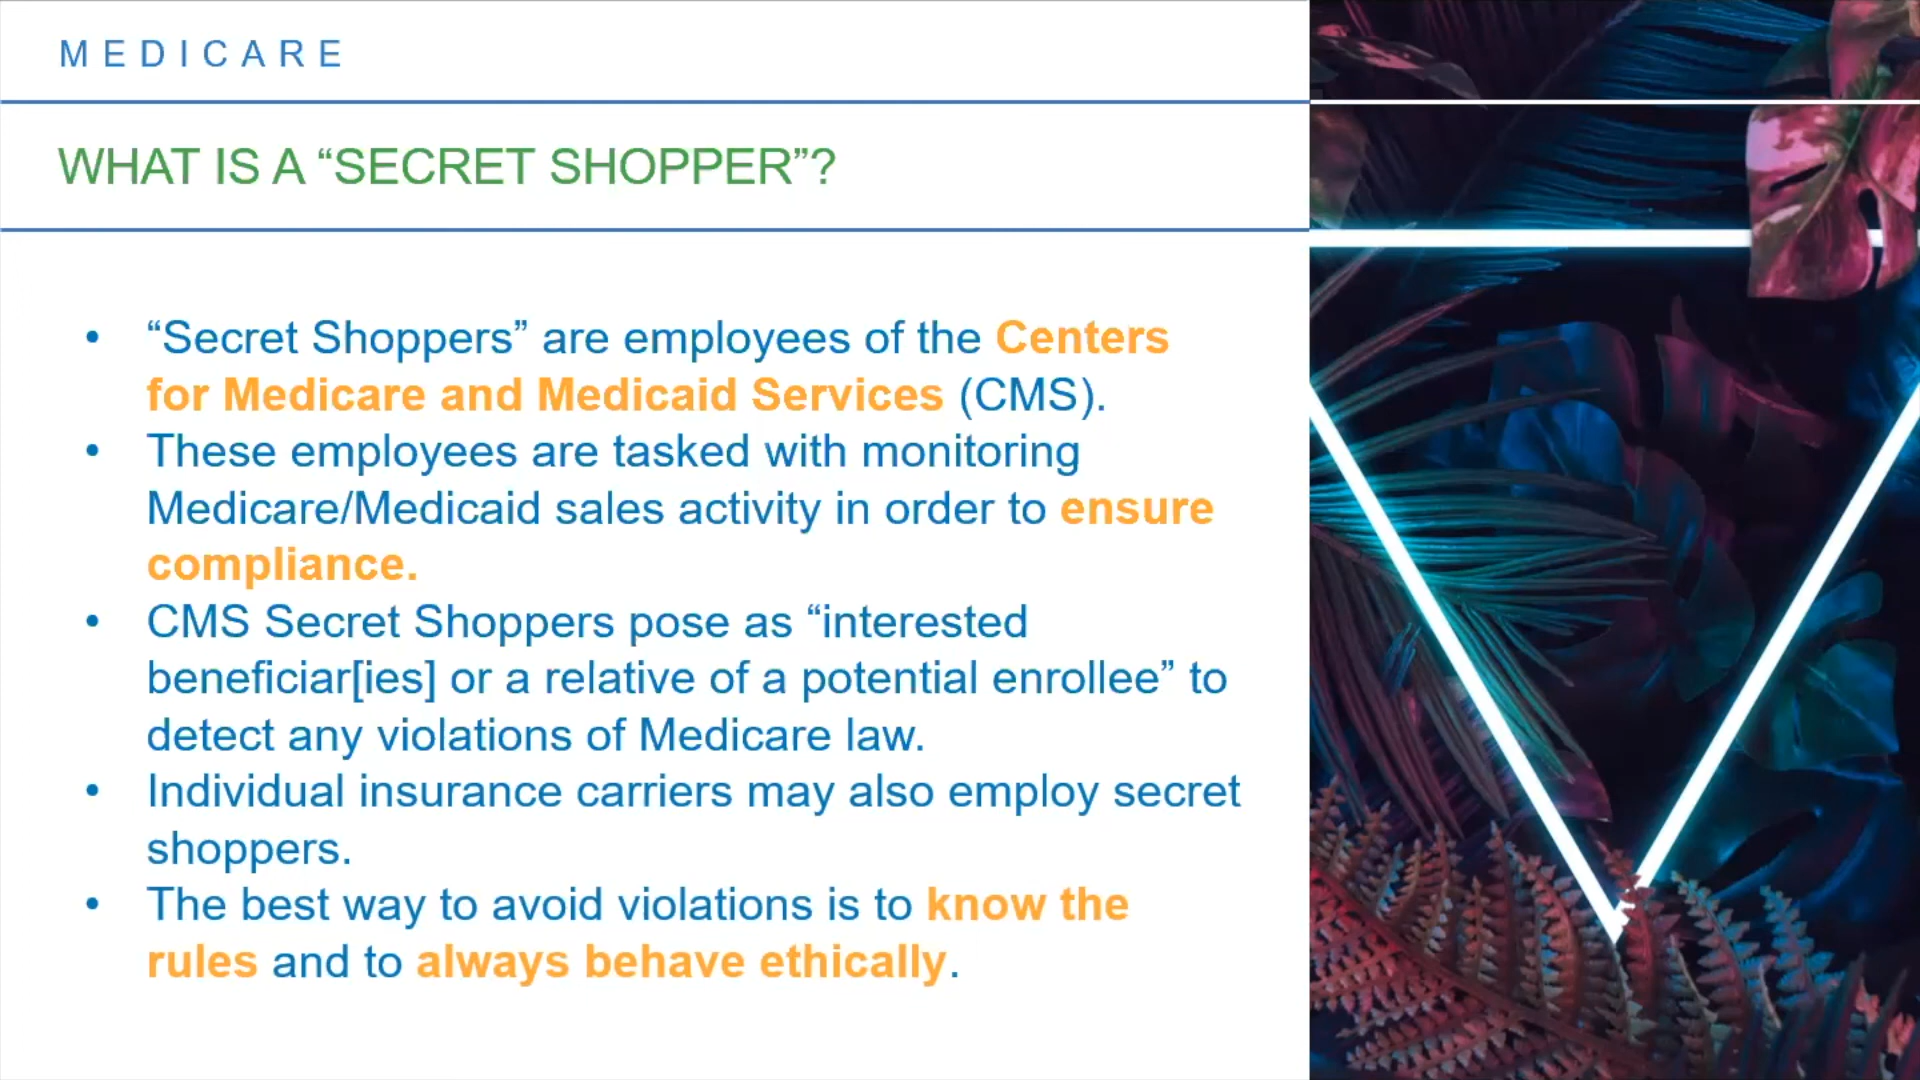 MEDICARE
WHAT IS A “SECRET SHOPPER”?
• “Secret Shoppers” are employees of the Centers
for Medicare and Medicaid Services (CMS).
• These employees are tasked with monitoring
Medicare/Medicaid sales activity in order to ensure
compliance.
• CMS Secret Shoppers pose as “interested
beneficiar[ies] or a relative of a potential enrollee” to
detect any violations of Medicare law.
• Individual insurance carriers may also employ secret
shoppers.
• The best way to avoid violations is to know the
rules and to always behave ethically.